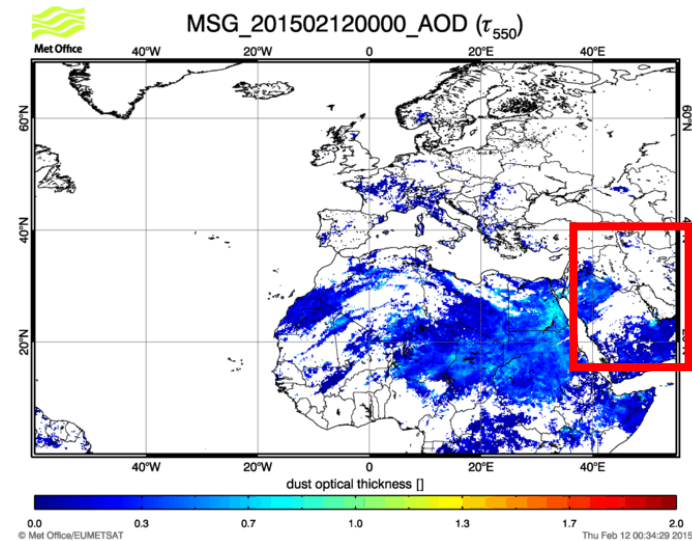 Met Office
MSG_201502120000_AOD (τ550)
40°W 20°W 0 20°E 40°E
60°N 60°N
40°N
20°N
40°W 20°W 0 20°E 40°E
dust optical thickness []
0.0 0.3 0.7 1.0 1.3 1.7 2.0
© Met Office/EUMETSAT Thu Feb 12 00:34:29 2015